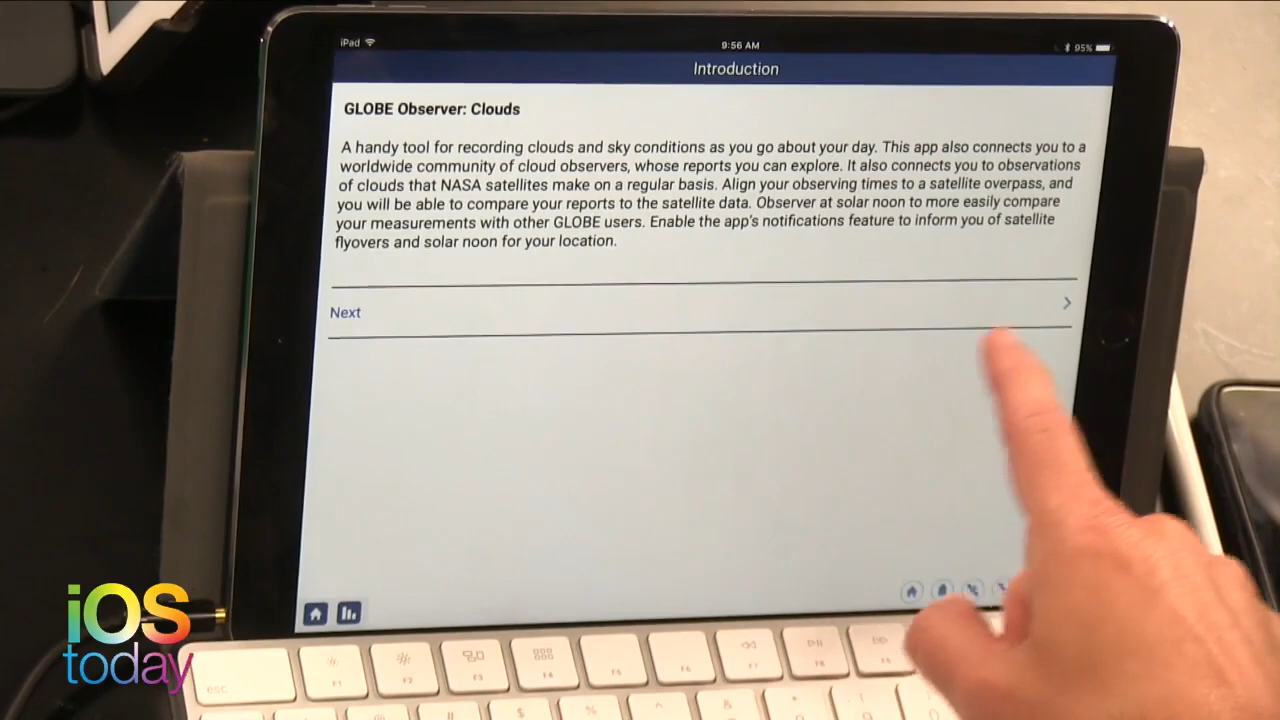 iPad
9:56 AM
95%
Introduction
GLOBE Observer: Clouds
A handy tool for recording clouds and sky conditions as you go about your day. This app also connects you to a
worldwide community of cloud observers, whose reports you can explore. It also connects you to observations
of clouds that NASA satellites make on a regular basis. Align your observing times to a satellite overpass, and
you will be able to compare your reports to the satellite data. Observer at solar noon to more easily compare
your measurements with other GLOBE users. Enable the app's notifications feature to inform you of satellite
flyovers and solar noon for your location.
Next
iOS
today
esc
F1
F2
F3
F4
F5
F6
F7
F8
F9
$
%
^
&
*
(
)